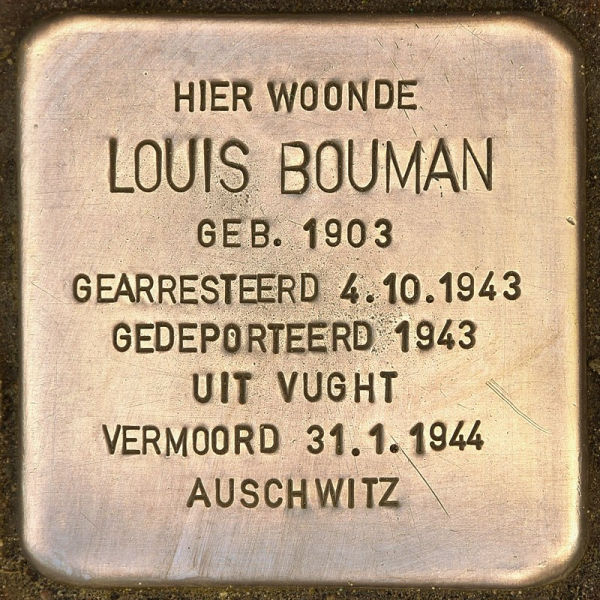 HIER WOONDE
LOUIS BOUMAN
GEB. 1903
GEARRESTEERD 4.10.1943
GEDEPORTEERD 1943
UIT VUGHT
VERMOORD 31.1.1944
AUSCHWITZ